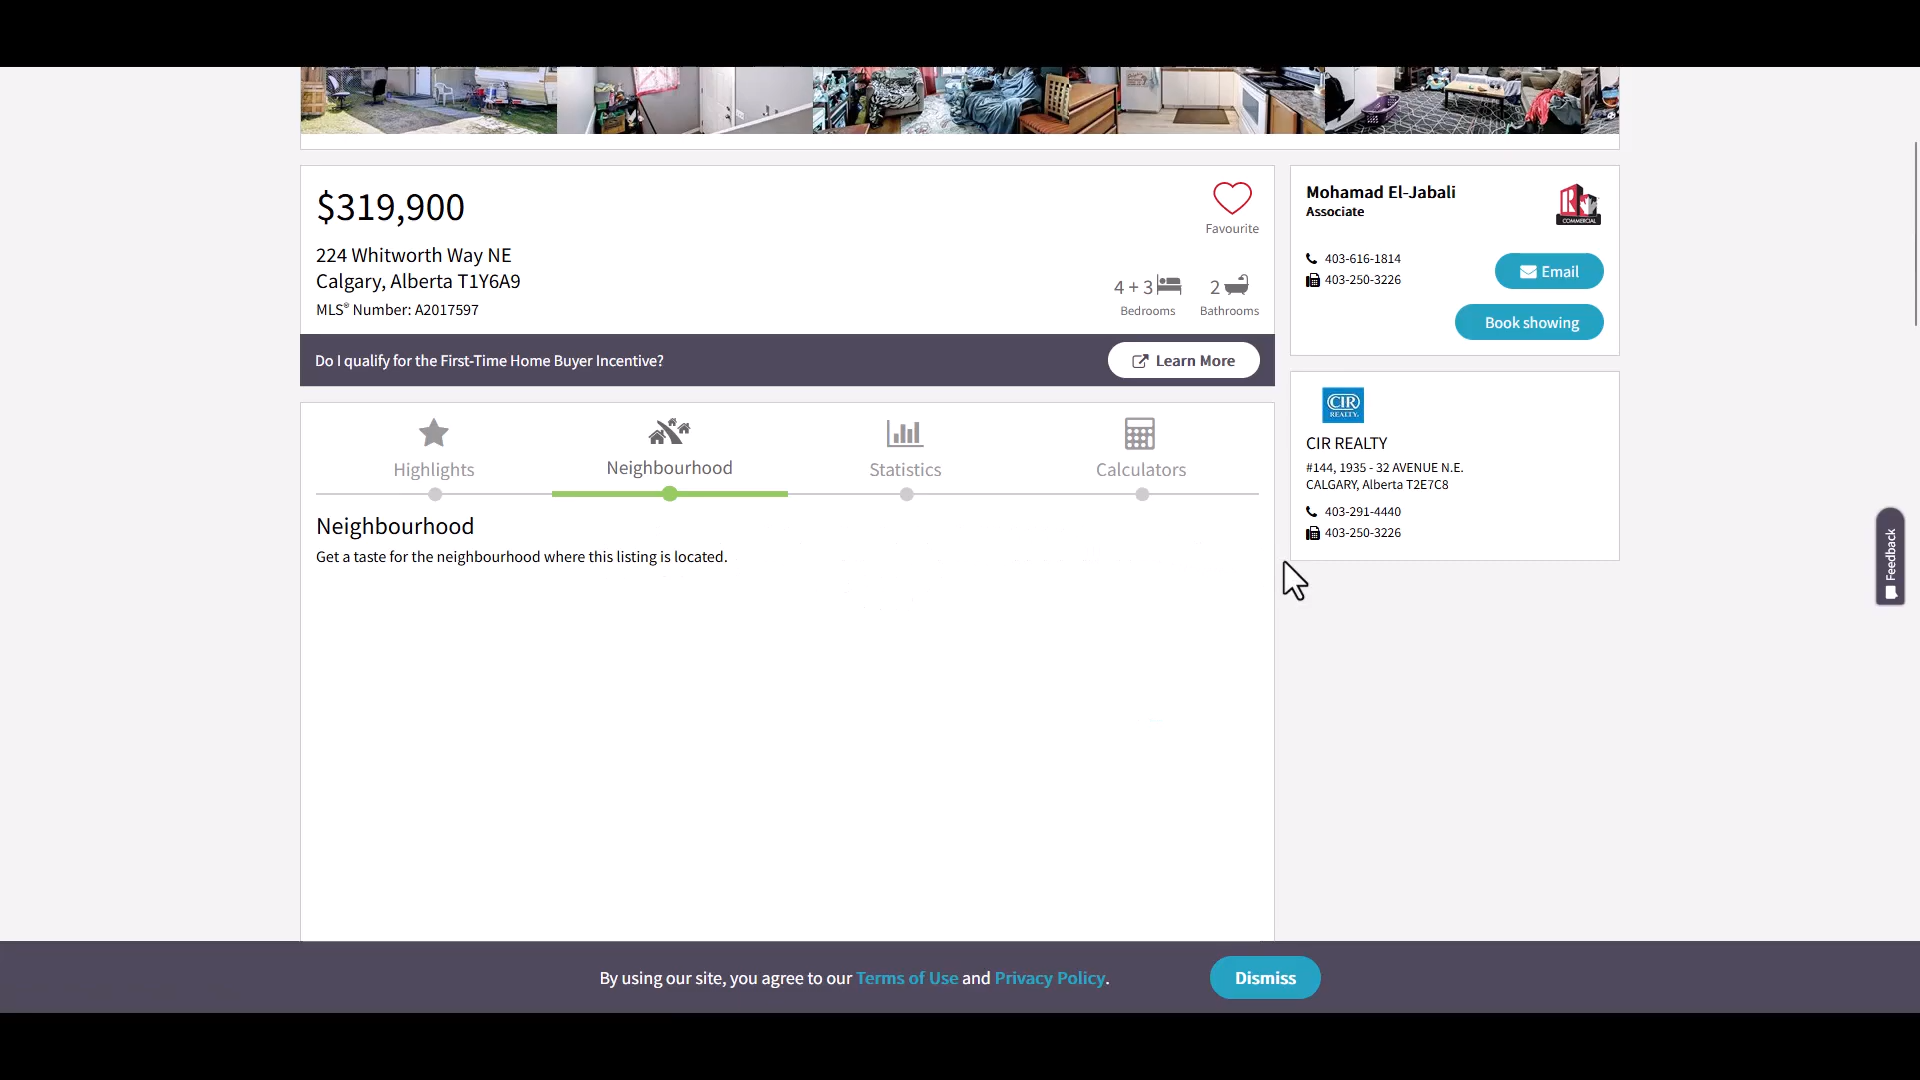 $319,900
Favourite
224 Whitworth Way NE
Calgary, Alberta T1Y6A9
MLS® Number: A2017597
4 + 3
Bedrooms
2
Bathrooms
Do I qualify for the First-Time Home Buyer Incentive?
Learn More
Mohamad El-Jabali
Associate
COMMERCIAL
403-616-1814
403-250-3226
Email
Book showing
CIR
REALTY
CIR REALTY
#144, 1935 - 32 AVENUE N.E.
CALGARY, Alberta T2E7C8
403-291-4440
403-250-3226
Highlights
Neighbourhood
Statistics
Calculators
Neighbourhood
Get a taste for the neighbourhood where this listing is located.
Feedback
By using our site, you agree to our Terms of Use and Privacy Policy.
Dismiss